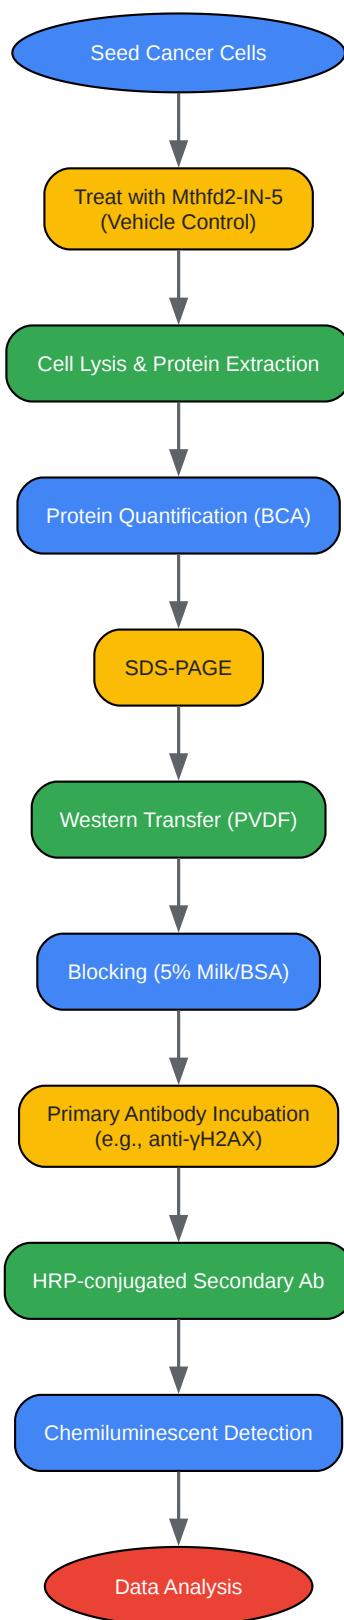 Seed Cancer Cells
Treat with Mthfd2-IN-5
(Vehicle Control)
Cell Lysis & Protein Extraction
Protein Quantification (BCA)
SDS-PAGE
Western Transfer (PVDF)
Blocking (5% Milk/BSA)
Primary Antibody Incubation
(e.g., anti-γH2AX)
HRP-conjugated Secondary Ab
Chemiluminescent Detection
Data Analysis